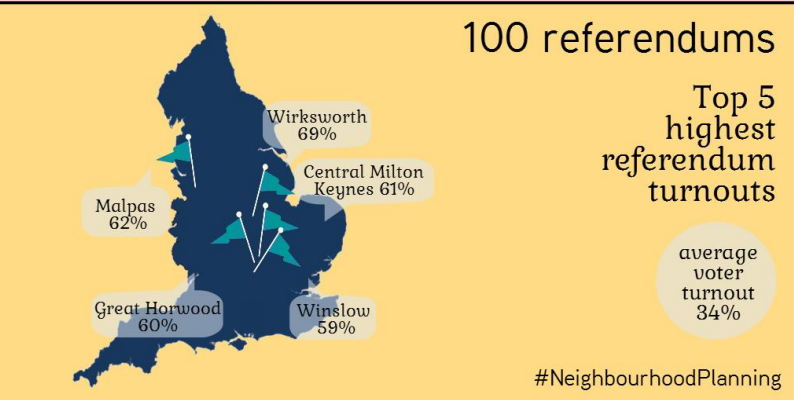 100 referendums
Top 5
highest
referendum
turnouts
Wirksworth
69%
Central Milton
Keynes 61%
Malpas
62%
Great Horwood
60%
Winslow
59%
average
voter
turnout
34%
#NeighbourhoodPlanning